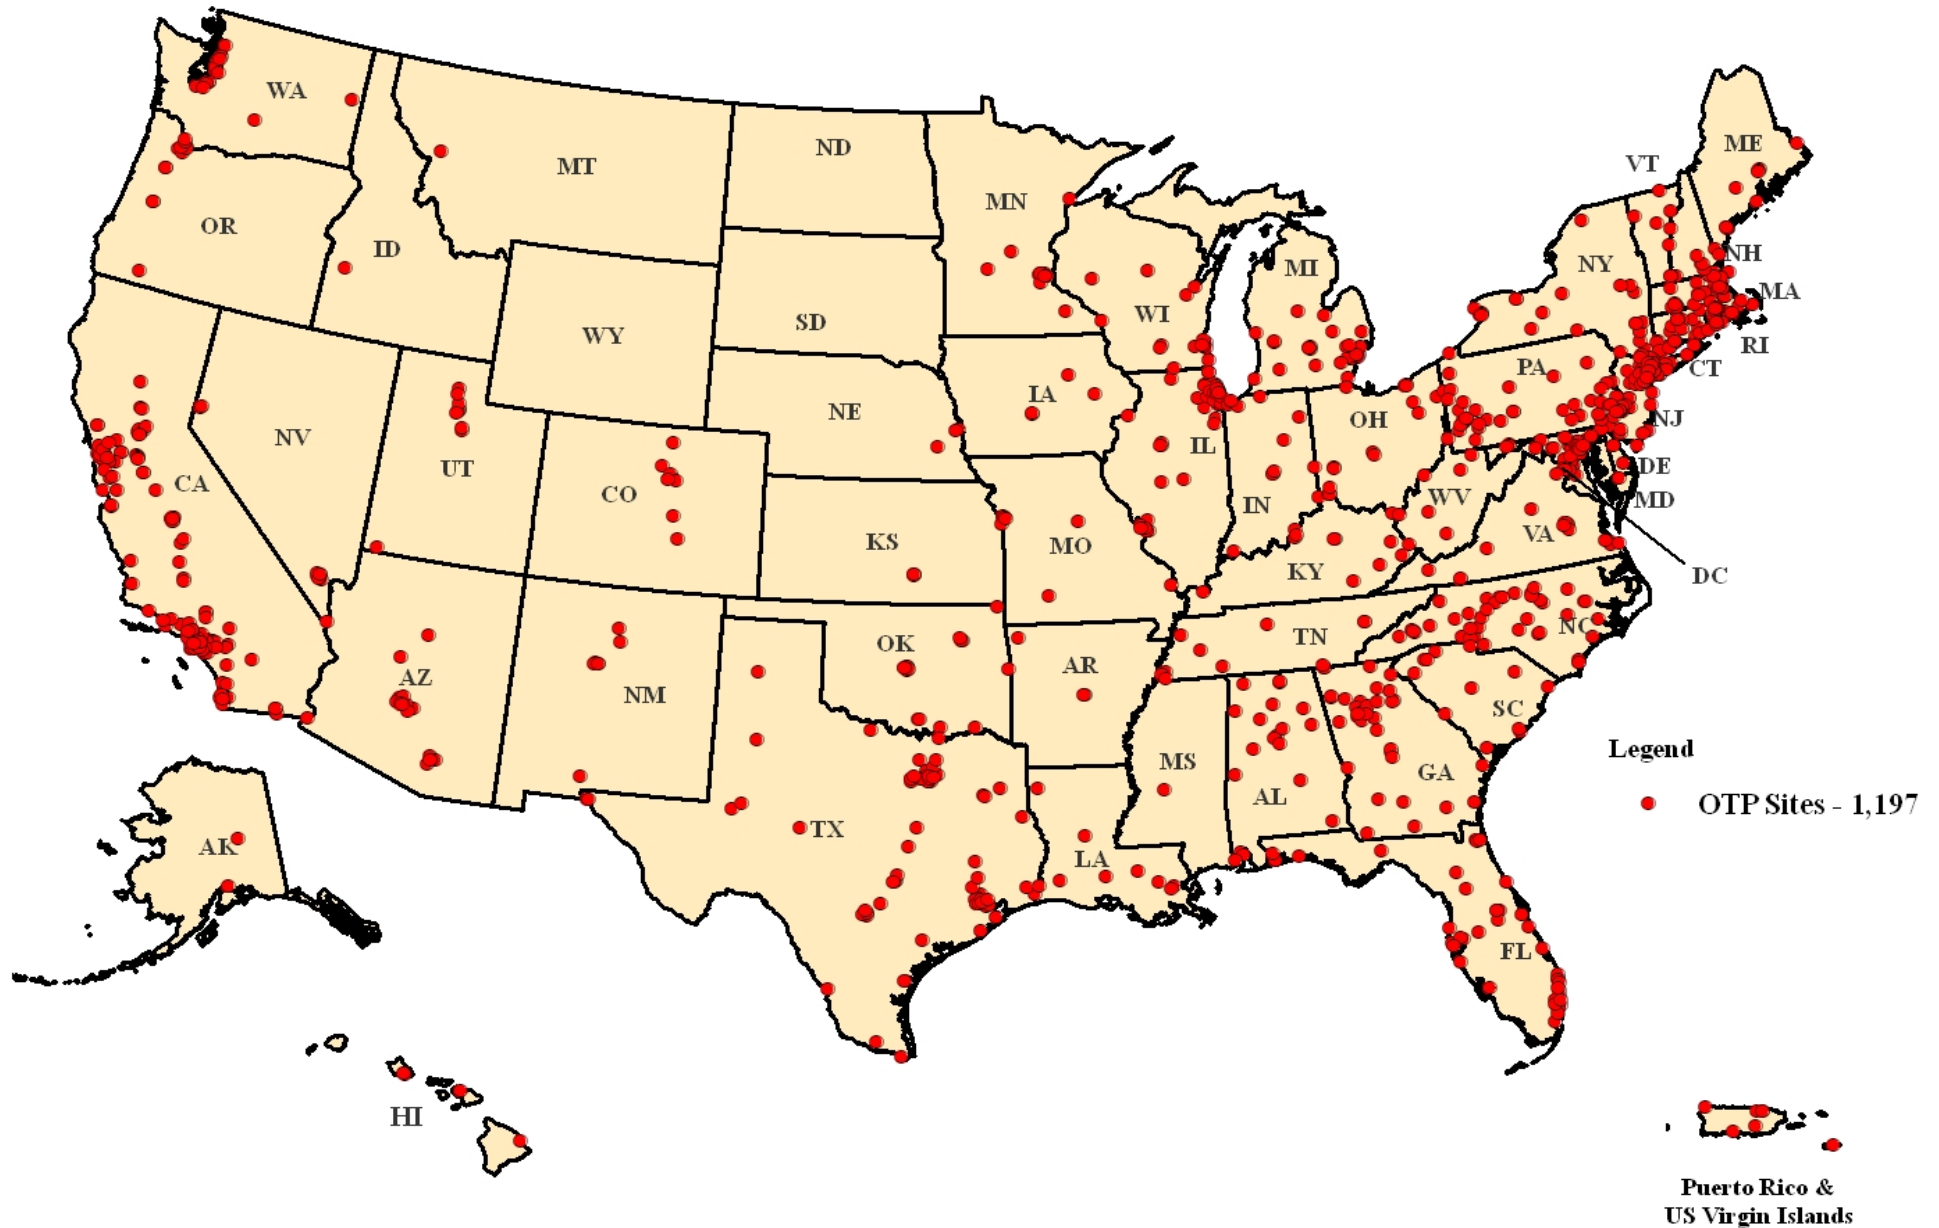 WA
MT
ND
MN
VT
ME
OR
ID
SD
WY
WI
MI
NY
NH
MA
RI
CT
PA
NJ
NV
UT
CO
NE
IA
IL
IN
OH
DE
MD
WV
VA
DC
CA
KS
MO
KY
AZ
NM
OK
AR
TN
NC
SC
MS
AL
GA
TX
LA
FL
AK
HI
Legend
OTP Sites - 1,197
Puerto Rico &
US Virgin Islands